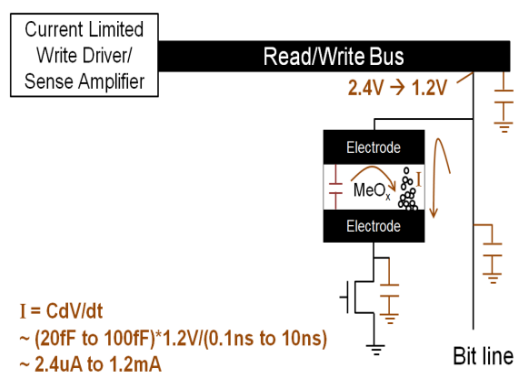 Current Limited
Write Driver/
Sense Amplifier
Read/Write Bus
2.4V → 1.2V
Electrode
I
MeOx
Electrode
I = CdV/dt
~ (20fF to 100fF)*1.2V/(0.1ns to 10ns)
~ 2.4uA to 1.2mA
Bit line